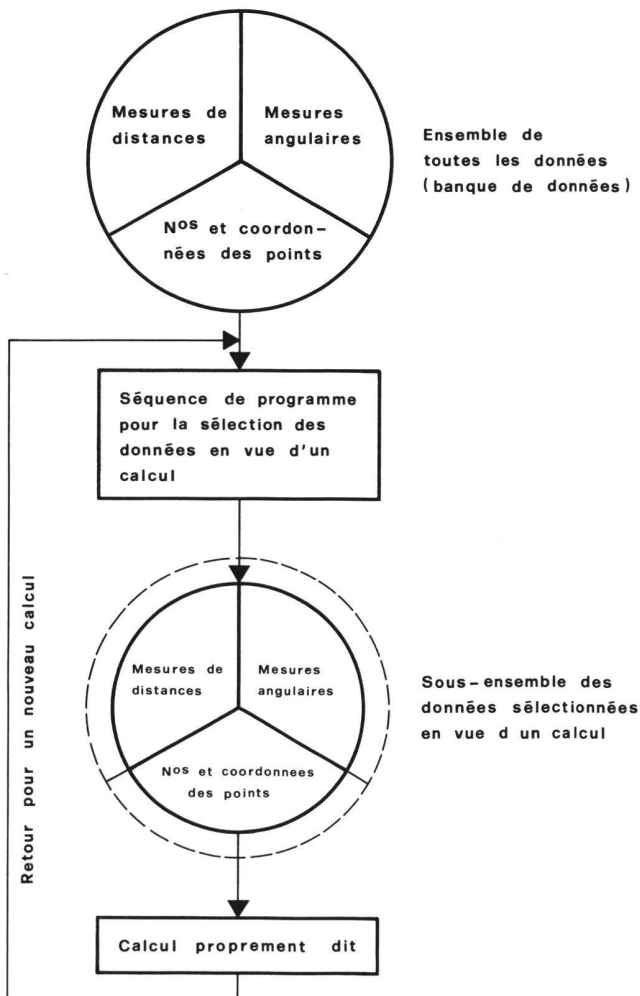 Mesures de
distances
Mesures
angulaires
Nos et coordon-
nées des points
Ensemble de
toutes les données
(banque de données)
Séquence de programme
pour la sélection des
données en vue d'un
calcul
Retour pour un nouveau calcul
Mesures de
distances
Mesures
angulaires
Nos et coordonnees
des points
Sous-ensemble des
données sélectionnées
en vue d un calcul
Calcul proprement dit